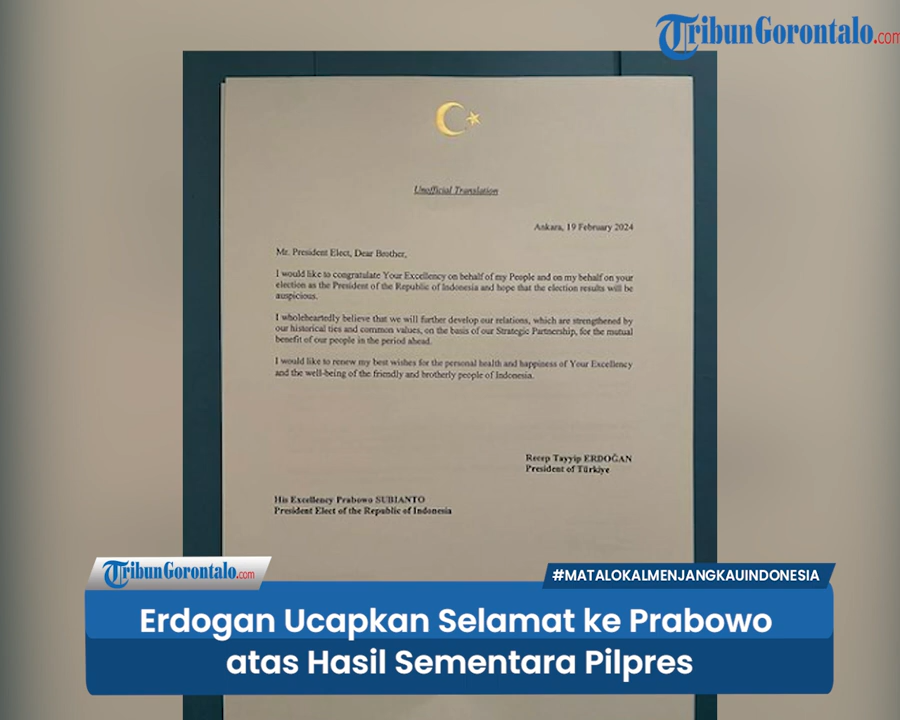 TribunGorontalo.com
Unofficial Translation
Ankara, 19 February 2024
Mr. President Elect, Dear Brother,
I would like to congratulate Your Excellency on behalf of my People and on my behalf on your
election as the President of the Republic of Indonesia and hope that the election results will be
auspicious.
I wholeheartedly believe that we will further develop our relations, which are strengthened by
our historical ties and common values, on the basis of our Strategic Partnership, for the mutual
benefit of our people in the period ahead.
I would like to renew my best wishes for the personal health and happiness of Your Excellency
and the well-being of the friendly and brotherly people of Indonesia.
Recep Tayyip ERDOĞAN
President of Türkiye
His Excellency Prabowo SUBIANTO
President Elect of the Republic of Indonesia
TribunGorontalo.com
#MATALOKALMENJANGKAUINDONESIA
Erdogan Ucapkan Selamat ke Prabowo
atas Hasil Sementara Pilpres